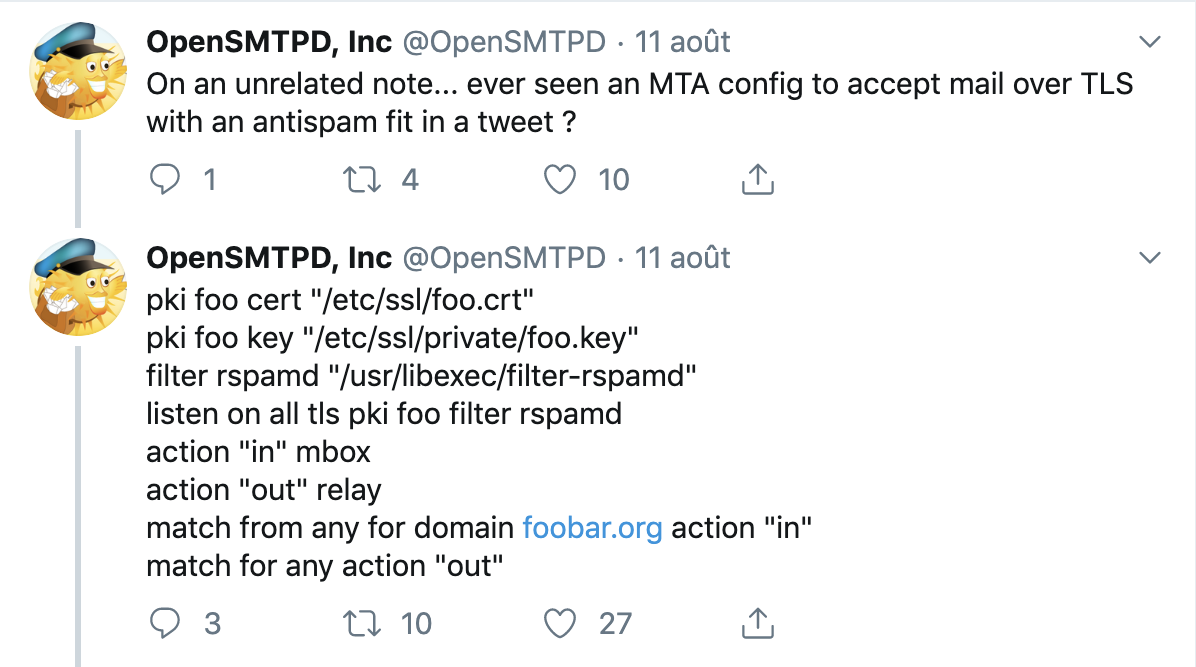 OpenSMTPD, Inc @OpenSMTPD · 11 août
On an unrelated note... ever seen an MTA config to accept mail over TLS
with an antispam fit in a tweet ?
1 4 10
OpenSMTPD, Inc @OpenSMTPD · 11 août
pki foo cert "/etc/ssl/foo.crt"
pki foo key "/etc/ssl/private/foo.key"
filter rspamd "/usr/libexec/filter-rspamd"
listen on all tls pki foo filter rspamd
action "in" mbox
action "out" relay
match from any for domain foobar.org action "in"
match for any action "out"
3 10 27